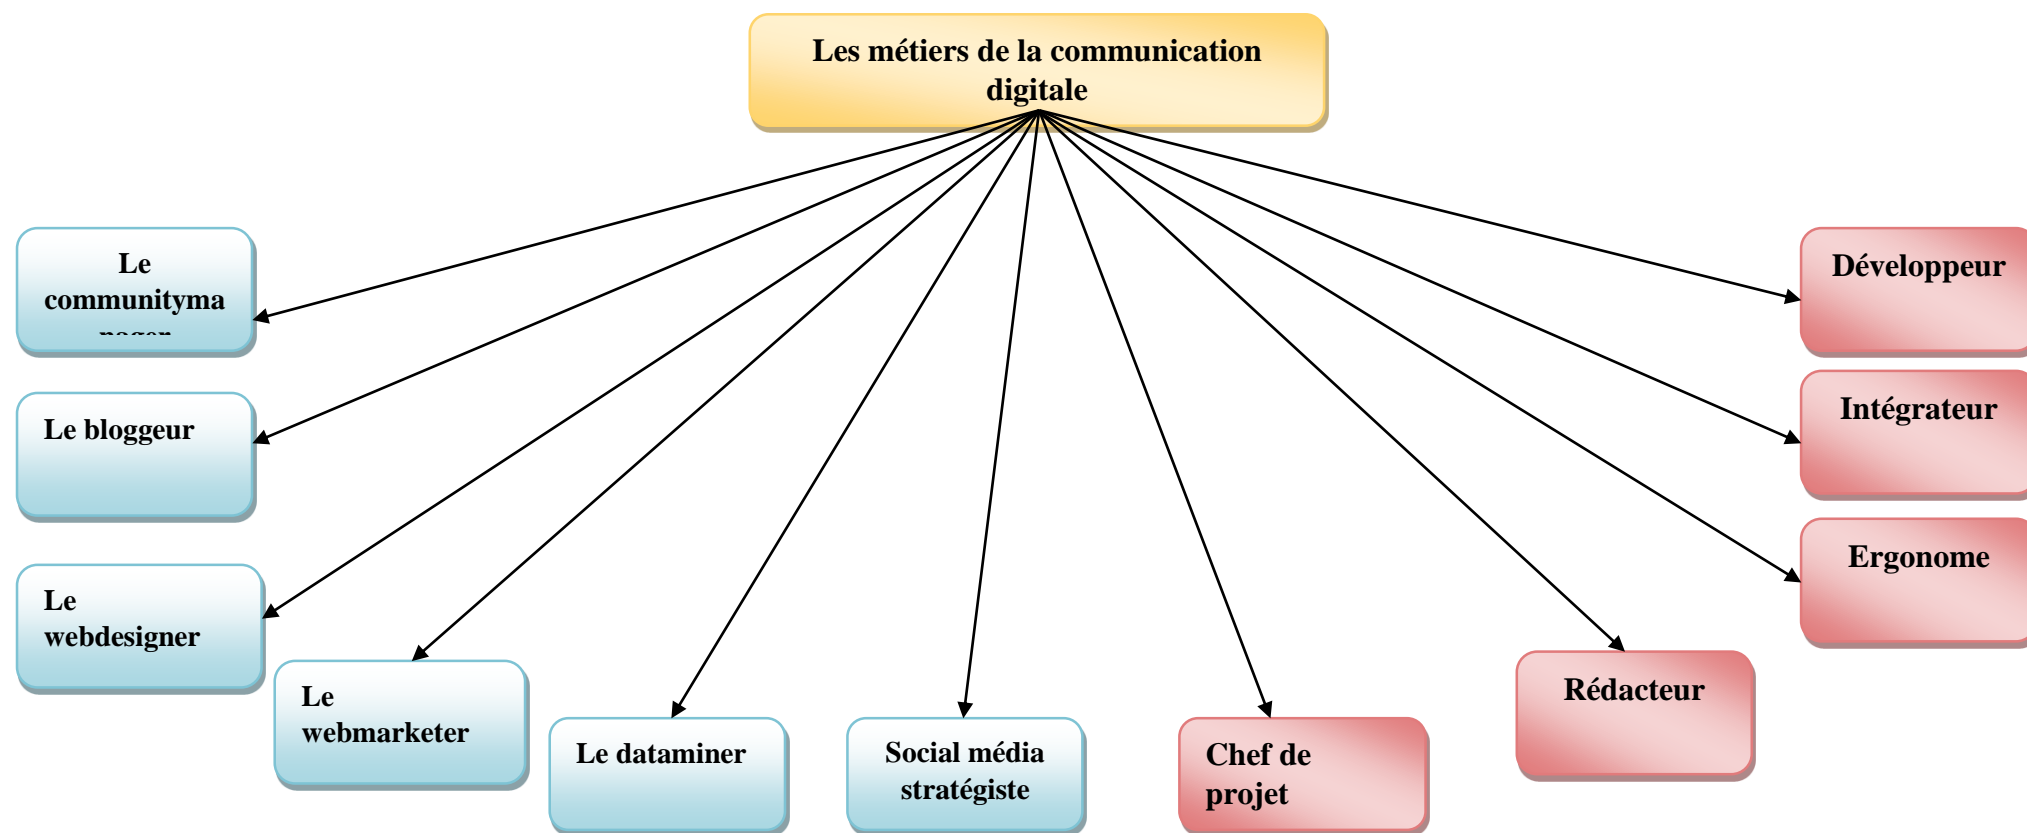 Les métiers de la communication
digitale
Le
communityma
Développeur
Le bloggeur
Intégrateur
Ergonome
Le
webdesigner
Le
webmarketer
Rédacteur
Le dataminer
Social média
stratégiste
Chef de
projet